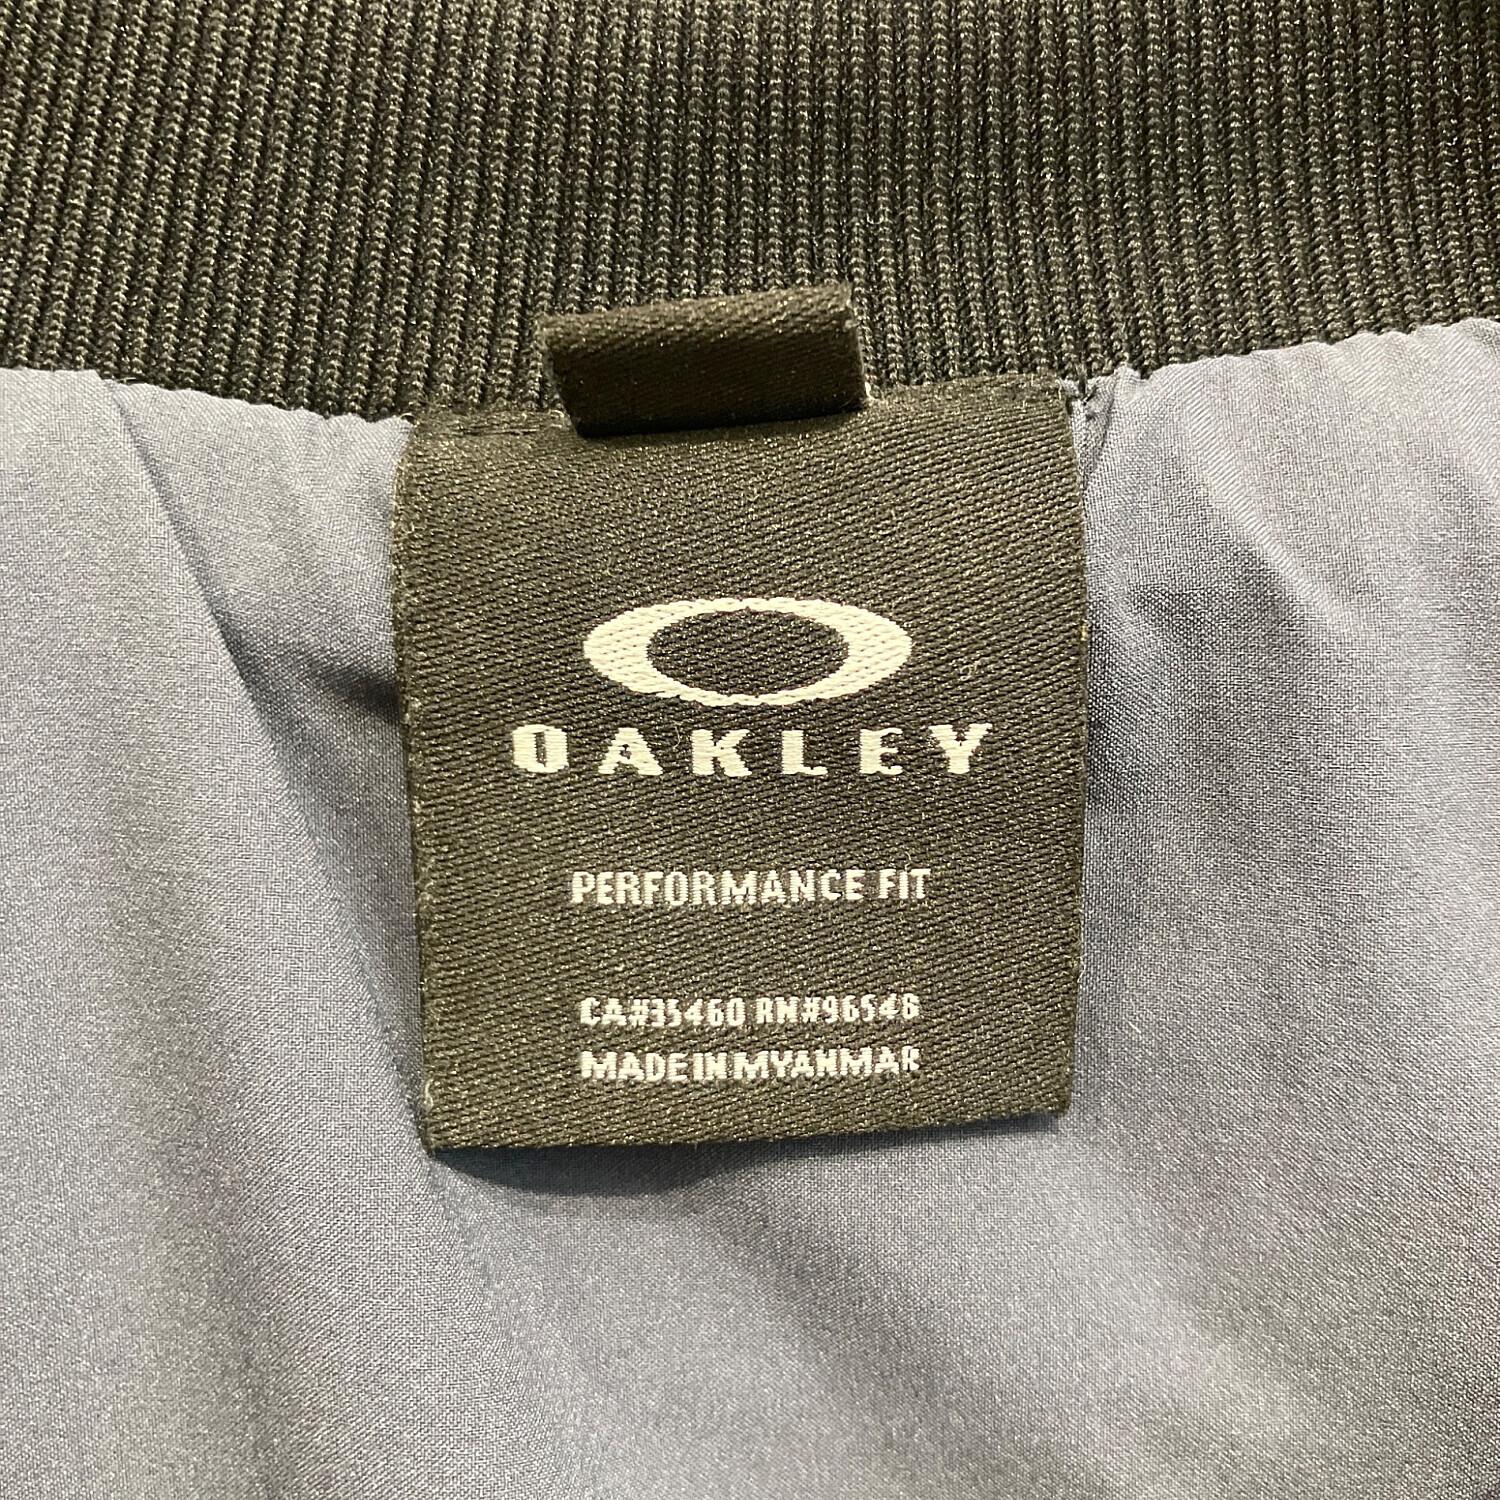 OAKLEY
PERFORMANCE FIT
CA#35460 RN#96548
MADE IN MYANMAR